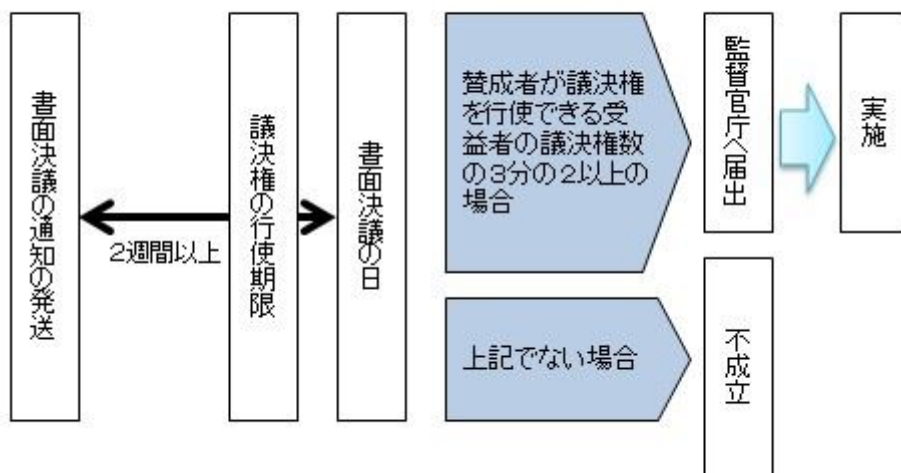 書面決議の通知の発送
2週間以上
議決権の行使期限
書面決議の日
賛成者が議決権
を行使できる受
益者の議決権数
の3分の2以上の
場合
監督官庁へ届出
実施
上記でない場合
不成立